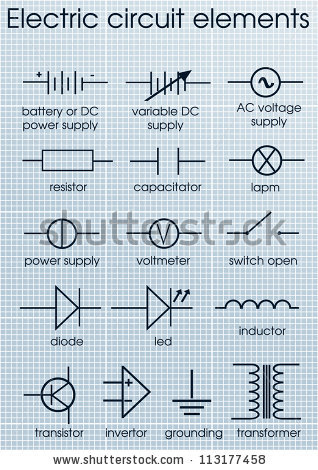 Electric circuit elements
+ -
battery or DC
power supply
variable DC
supply
AC voltage
supply
resistor
capacitator
lapm
shutterstock
V
power supply
voltmeter
switch open
diode
led
inductor
+
-
transistor
invertor
grounding
transformer
www.shutterstock.com · 113177458